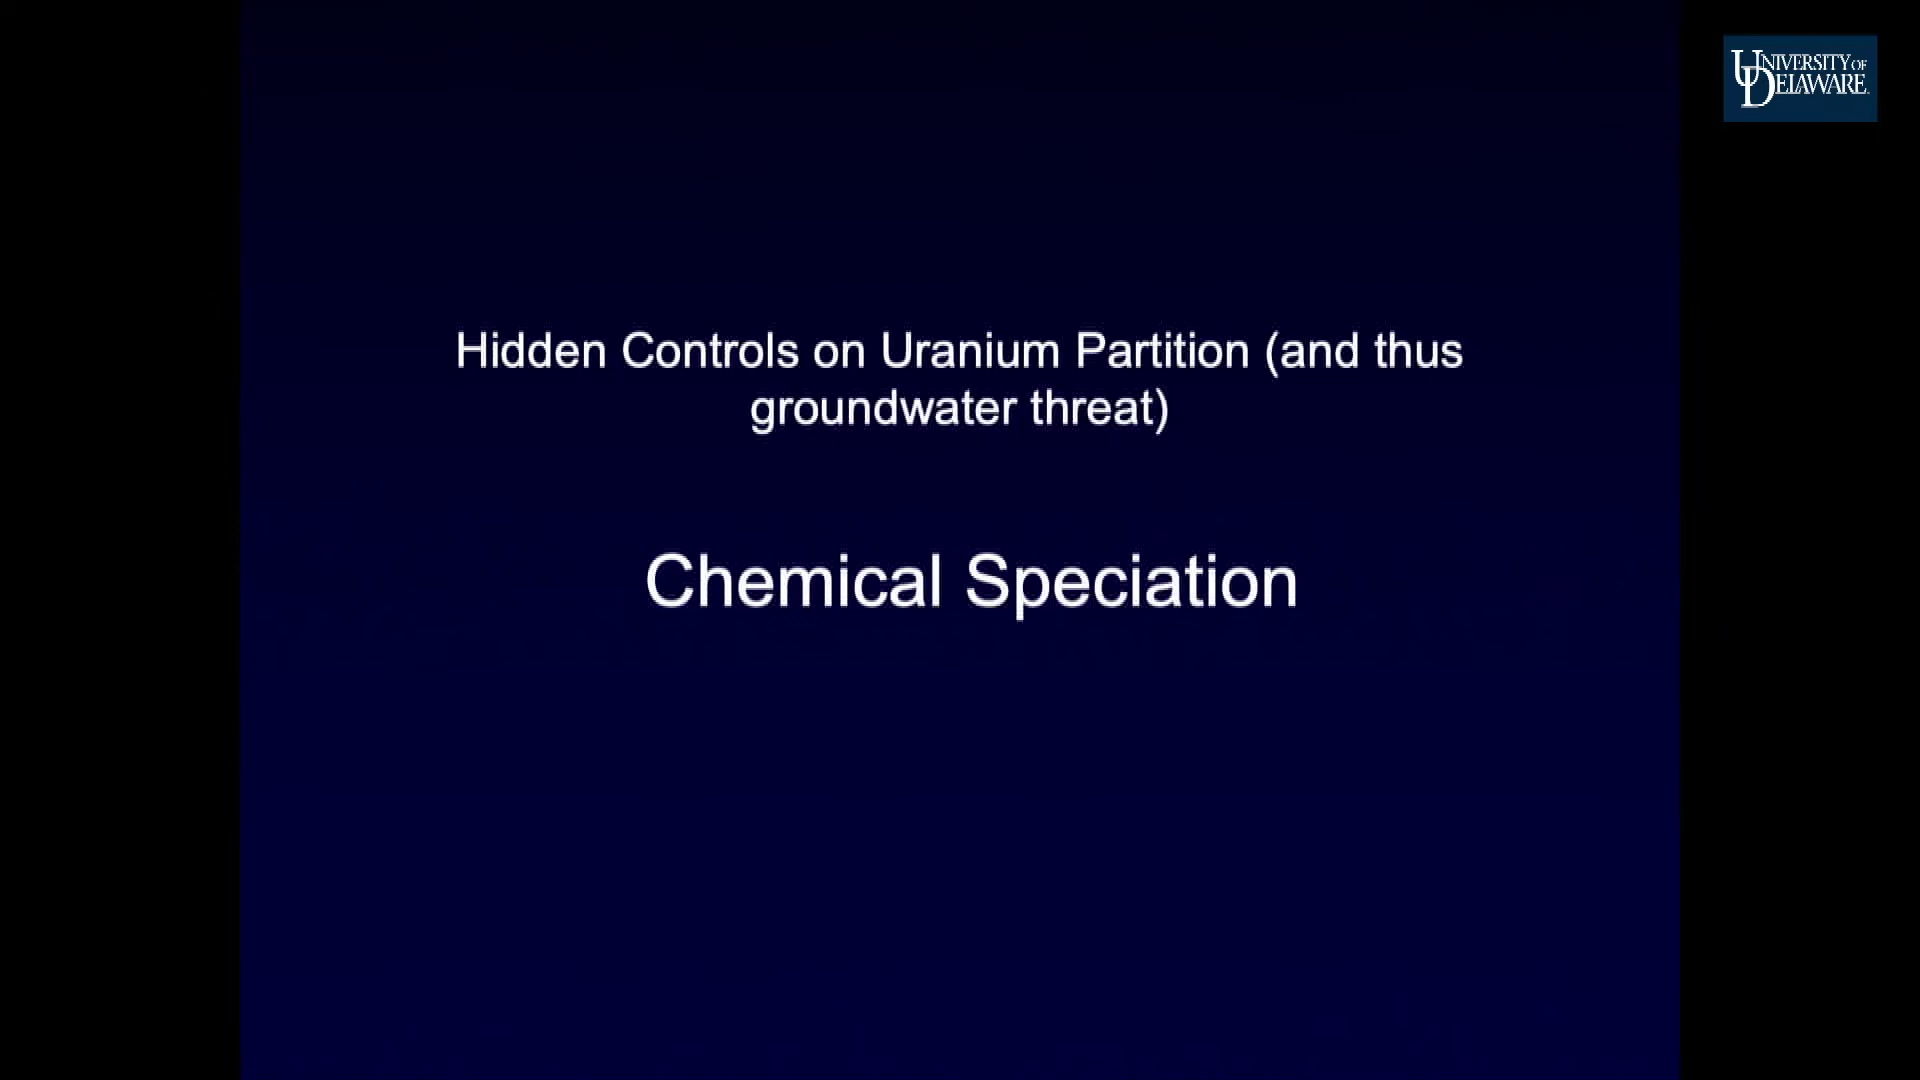 UNIVERSITY OF
DELAWARE
Hidden Controls on Uranium Partition (and thus
groundwater threat)
Chemical Speciation